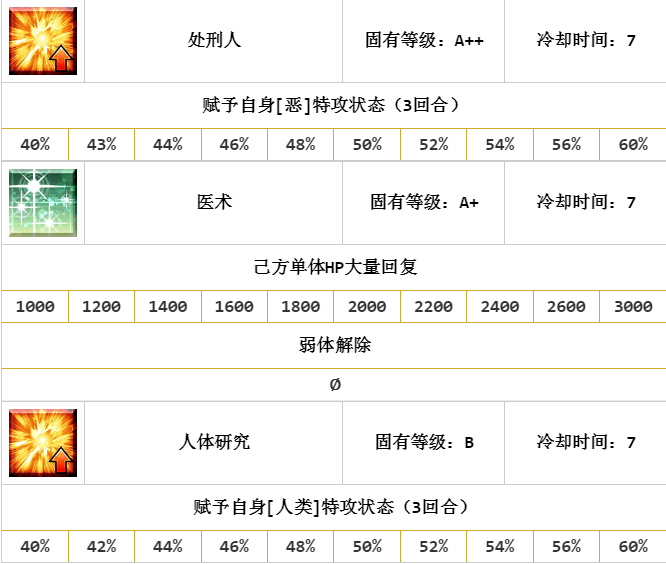 处刑人 固有等级：A++ 冷却时间：7
赋予自身[恶]特攻状态（3回合）
40% 43% 44% 46% 48% 50% 52% 54% 56% 60%
医术 固有等级：A+ 冷却时间：7
己方单体HP大量回复
1000 1200 1400 1600 1800 2000 2200 2400 2600 3000
弱体解除
Ø
人体研究 固有等级：B 冷却时间：7
赋予自身[人类]特攻状态（3回合）
40% 42% 44% 46% 48% 50% 52% 54% 56% 60%